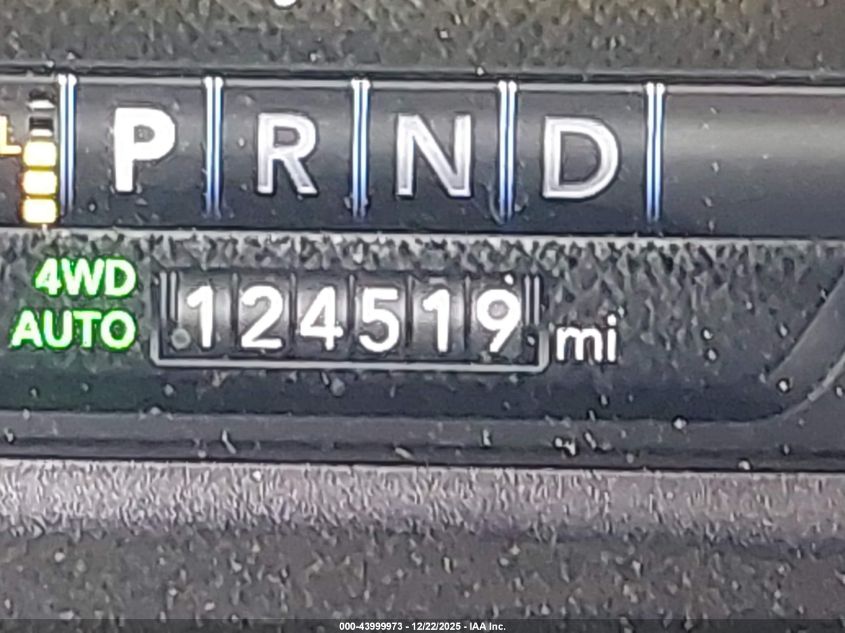 L P R N D
4WD
AUTO
124519 mi
000-43999973 - 12/22/2025 - IAA Inc.